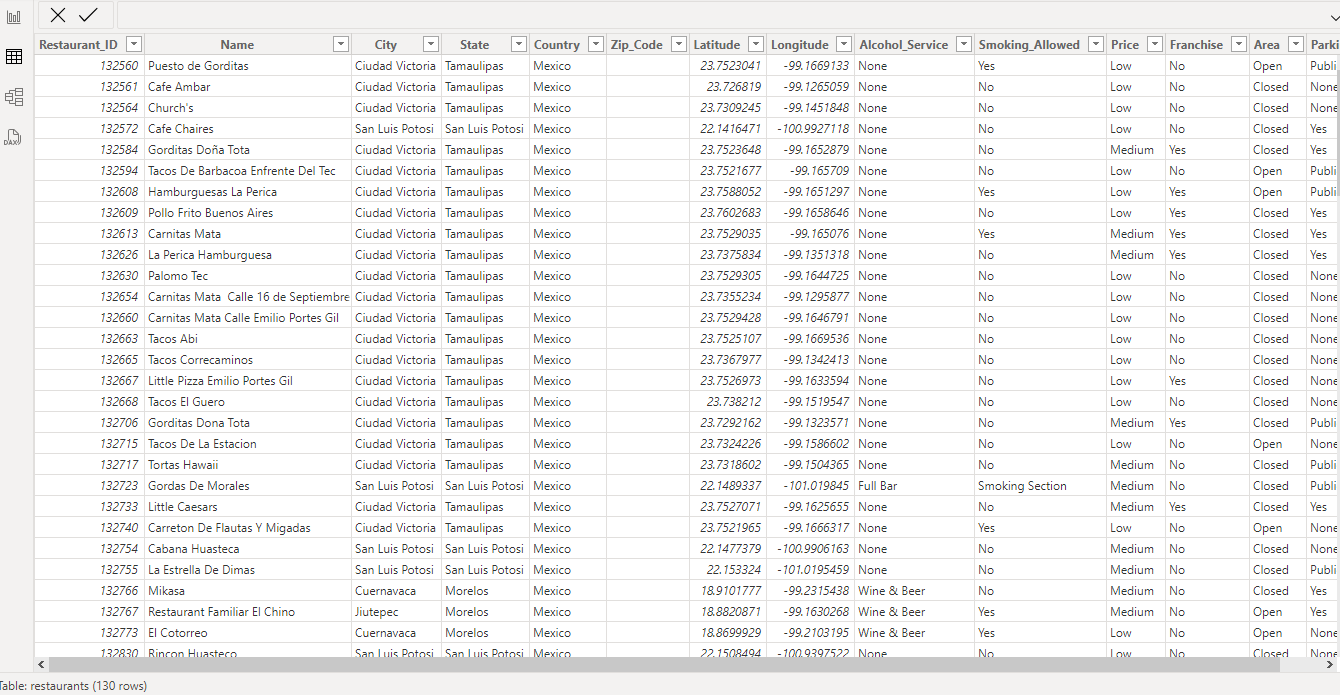 Restaurant_ID Name City State Country Zip_Code Latitude Longitude Alcohol_Service Smoking_Allowed Price Franchise Area Parki
132560 Puesto de Gorditas Ciudad Victoria Tamaulipas Mexico 23.7523041 -99.1669133 None Yes Low No Open Publi
132561 Cafe Ambar Ciudad Victoria Tamaulipas Mexico 23.726819 -99.1265059 None No Low No Closed None
132564 Church's Ciudad Victoria Tamaulipas Mexico 23.7309245 -99.1451848 None No Low No Closed None
132572 Cafe Chaires San Luis Potosi San Luis Potosi Mexico 22.1416471 -100.9927118 None No Low No Closed Yes
132584 Gorditas Doña Tota Ciudad Victoria Tamaulipas Mexico 23.7523648 -99.1652879 None No Medium Yes Closed Yes
132594 Tacos De Barbacoa Enfrente Del Tec Ciudad Victoria Tamaulipas Mexico 23.7521677 -99.165709 None No Low No Open Publi
132608 Hamburguesas La Perica Ciudad Victoria Tamaulipas Mexico 23.7588052 -99.1651297 None Yes Low Yes Open Publi
132609 Pollo Frito Buenos Aires Ciudad Victoria Tamaulipas Mexico 23.7602683 -99.1658646 None No Low Yes Closed Yes
132613 Carnitas Mata Ciudad Victoria Tamaulipas Mexico 23.7529035 -99.165076 None Yes Medium Yes Closed Yes
132626 La Perica Hamburguesa Ciudad Victoria Tamaulipas Mexico 23.7375834 -99.1351318 None No Medium Yes Closed Yes
132630 Palomo Tec Ciudad Victoria Tamaulipas Mexico 23.7529305 -99.1644725 None No Low No Closed None
132654 Carnitas Mata Calle 16 de Septiembre Ciudad Victoria Tamaulipas Mexico 23.7355234 -99.1295877 None No Low No Closed None
132660 Carnitas Mata Calle Emilio Portes Gil Ciudad Victoria Tamaulipas Mexico 23.7529428 -99.1646791 None No Low No Closed None
132663 Tacos Abi Ciudad Victoria Tamaulipas Mexico 23.7525107 -99.1669536 None No Low No Closed None
132665 Tacos Correcaminos Ciudad Victoria Tamaulipas Mexico 23.7367977 -99.1342413 None No Low No Closed None
132667 Little Pizza Emilio Portes Gil Ciudad Victoria Tamaulipas Mexico 23.7526973 -99.1633594 None No Low Yes Closed None
132668 Tacos El Guero Ciudad Victoria Tamaulipas Mexico 23.738212 -99.1519547 None No Low No Closed None
132706 Gorditas Dona Tota Ciudad Victoria Tamaulipas Mexico 23.7292162 -99.1323571 None No Medium Yes Closed Publi
132715 Tacos De La Estacion Ciudad Victoria Tamaulipas Mexico 23.7324226 -99.1586602 None No Low No Open None
132717 Tortas Hawaii Ciudad Victoria Tamaulipas Mexico 23.7318602 -99.1504365 None No Medium No Closed Publi
132723 Gordas De Morales San Luis Potosi San Luis Potosi Mexico 22.1489337 -101.019845 Full Bar Smoking Section Medium No Closed Publi
132733 Little Caesars Ciudad Victoria Tamaulipas Mexico 23.7527071 -99.1625655 None No Medium Yes Closed Yes
132740 Carreton De Flautas Y Migadas Ciudad Victoria Tamaulipas Mexico 23.7521965 -99.1666317 None Yes Low No Open None
132754 Cabana Huasteca San Luis Potosi San Luis Potosi Mexico 22.1477379 -100.9906163 None No Medium No Closed None
132755 La Estrella De Dimas San Luis Potosi San Luis Potosi Mexico 22.153324 -101.0195459 None No Medium No Closed Publi
132766 Mikasa Cuernavaca Morelos Mexico 18.9101777 -99.2315438 Wine & Beer No Medium No Closed Yes
132767 Restaurant Familiar El Chino Jiutepec Morelos Mexico 18.8820871 -99.1630268 Wine & Beer Yes Medium No Open Yes
132773 El Cotorreo Cuernavaca Morelos Mexico 18.8699929 -99.2103195 Wine & Beer Yes Low No Open None
132830 Rincon Huasteco San Luis Potosi San Luis Potosi Mexico 22.1508494 -100.9397522 None No Low No Closed None
Table: restaurants (130 rows)
DAX